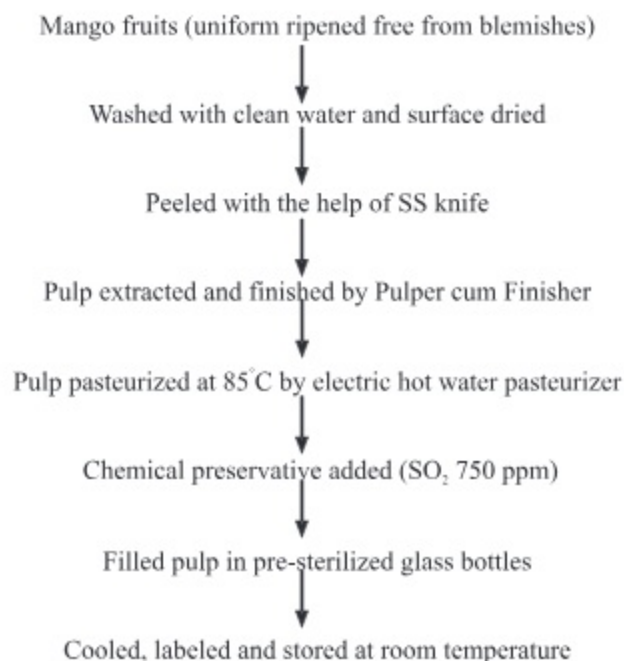 Mango fruits (uniform ripened free from blemishes)
Washed with clean water and surface dried
Peeled with the help of SS knife
Pulp extracted and finished by Pulper cum Finisher
Pulp pasteurized at 85°C by electric hot water pasteurizer
Chemical preservative added (SO₂ 750 ppm)
Filled pulp in pre-sterilized glass bottles
Cooled, labeled and stored at room temperature